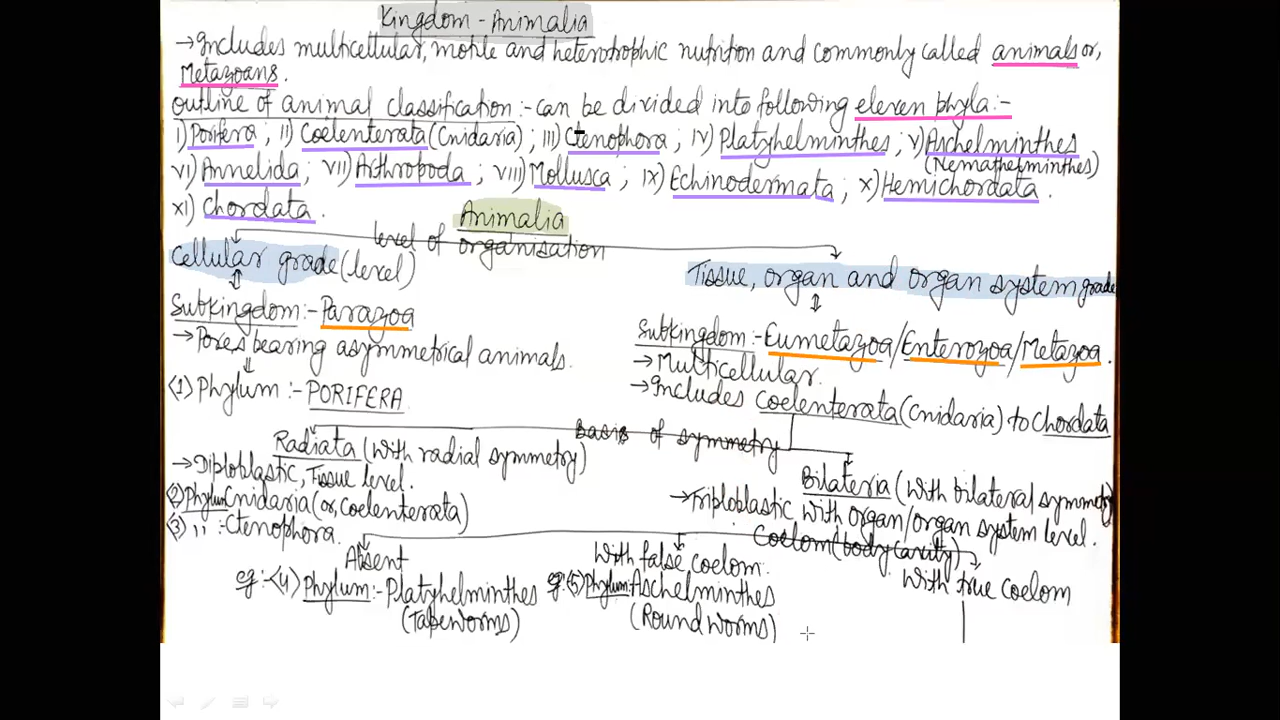 Kingdom - Animalia
→Includes multicellular, motile and heterotrophic nutrition and commonly called animals or,
Metazoans.
outline of animal classification:- can be divided into following eleven phyla:-
i) Porifera; ii) Coelenterata (Cnidaria); iii) Ctenophora; iv) Platyhelminthes; v) Aschelminthes
(Nemathelminthes)
vi) Annelida; vii) Arthropoda; viii) Mollusca; ix) Echinodermata; x) Hemichordata.
xi) Chordata.
Animalia
level of organisation
Cellular grade (level)
Tissue, organ and organ system grade
Subkingdom:- Parazoa
Subkingdom:- Eumetazoa/Enterozoa/Metazoa.
→Pores bearing asymmetrical animals.
→Multicellular.
(1) Phylum:- PORIFERA
→Includes Coelenterata (Cnidaria) to Chordata
basis of symmetry
Radiata (With radial symmetry)
→Diploblastic, Tissue level.
Bilateria (With bilateral symmetry)
→Triploblastic with organ/organ system level.
(2) Phylum Cnidaria (or, Coelenterata)
(3) ,, :- Ctenophora.
Coelom (body cavity)
Absent
With false coelom.
With true coelom
eg:-(4) Phylum:- Platyhelminthes
(Tapeworms)
eg:-(5) Phylum: Aschelminthes
(Round worms)